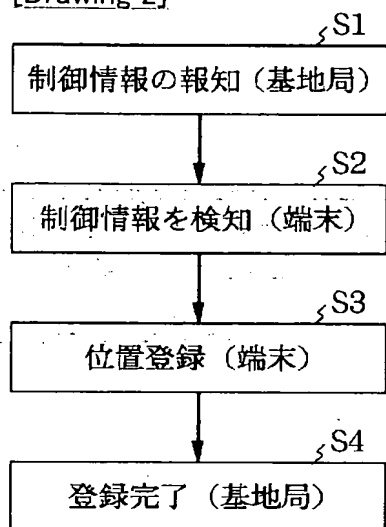 [Drawing 2]
S1
制御情報の報知（基地局）
S2
制御情報を検知（端末）
S3
位置登録（端末）
S4
登録完了（基地局）